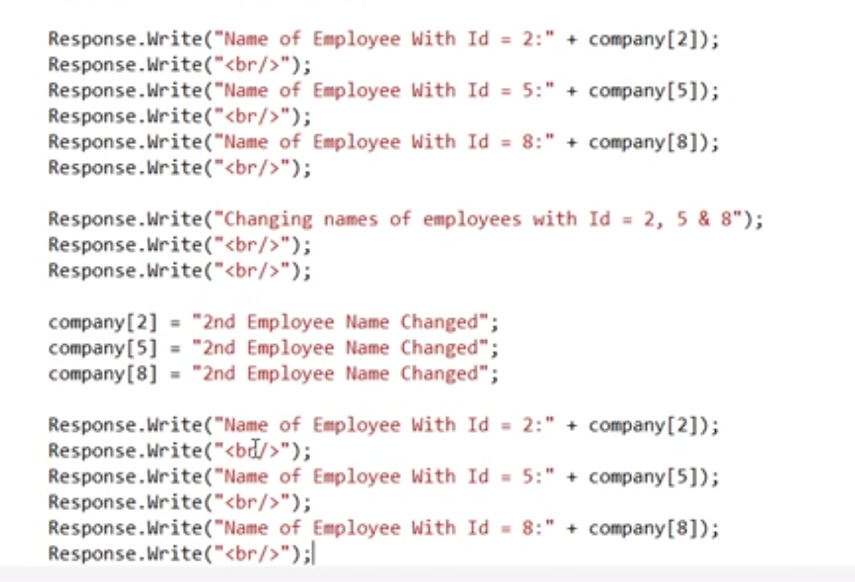 Response.Write("Name of Employee With Id = 2:" + company[2]);
Response.Write("<br/>");
Response.Write("Name of Employee With Id = 5:" + company[5]);
Response.Write("<br/>");
Response.Write("Name of Employee With Id = 8:" + company[8]);
Response.Write("<br/>");
Response.Write("Changing names of employees with Id = 2, 5 & 8");
Response.Write("<br/>");
Response.Write("<br/>");
company[2] = "2nd Employee Name Changed";
company[5] = "2nd Employee Name Changed";
company[8] = "2nd Employee Name Changed";
Response.Write("Name of Employee With Id = 2:" + company[2]);
Response.Write("<br/>");
Response.Write("Name of Employee With Id = 5:" + company[5]);
Response.Write("<br/>");
Response.Write("Name of Employee With Id = 8:" + company[8]);
Response.Write("<br/>");